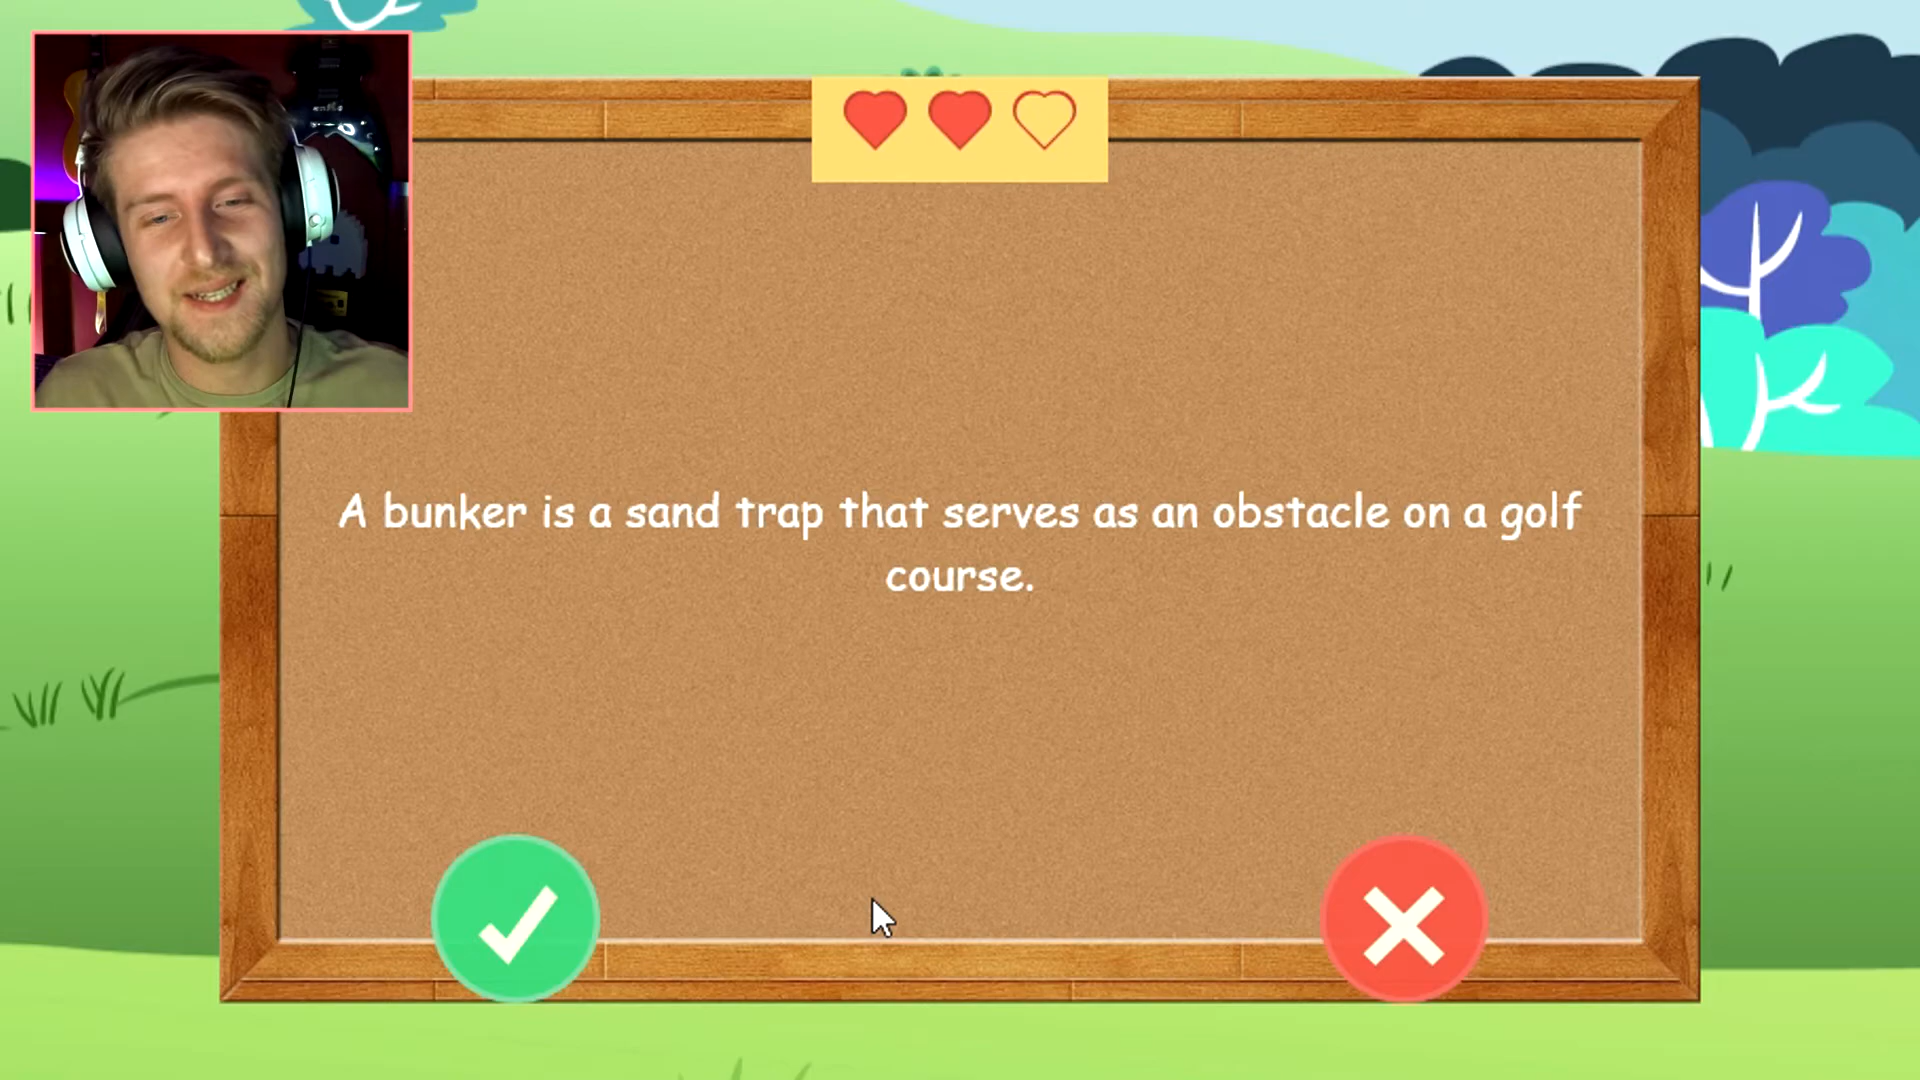 A bunker is a sand trap that serves as an obstacle on a golf
course.